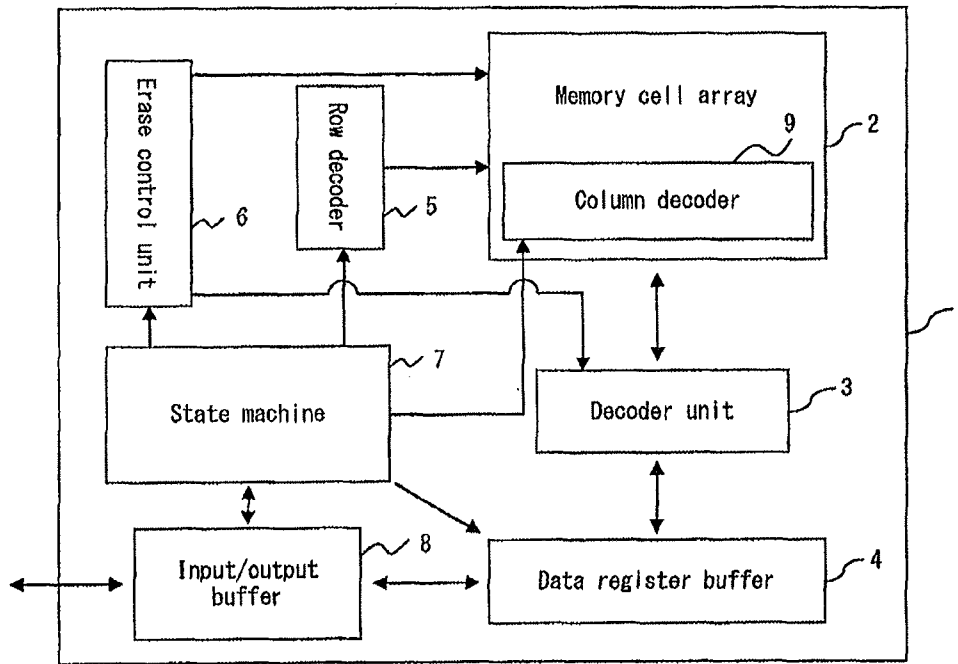 Erase control unit
6
Row decoder
5
Memory cell array
2
9
Column decoder
7
State machine
3
Decoder unit
8
Input/output
buffer
4
Data register buffer